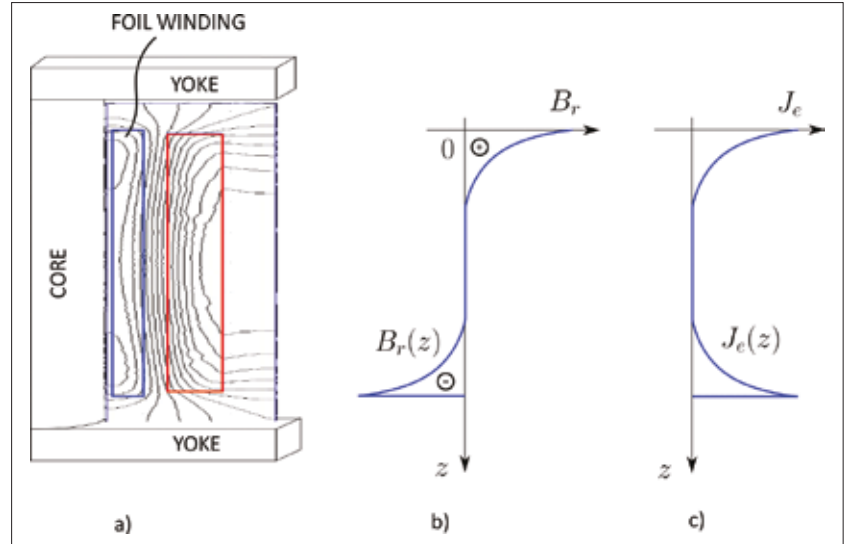 FOIL WINDING
YOKE
CORE
YOKE
a)
B_r
0
B_r(z)
z
b)
J_e
J_e(z)
z
c)